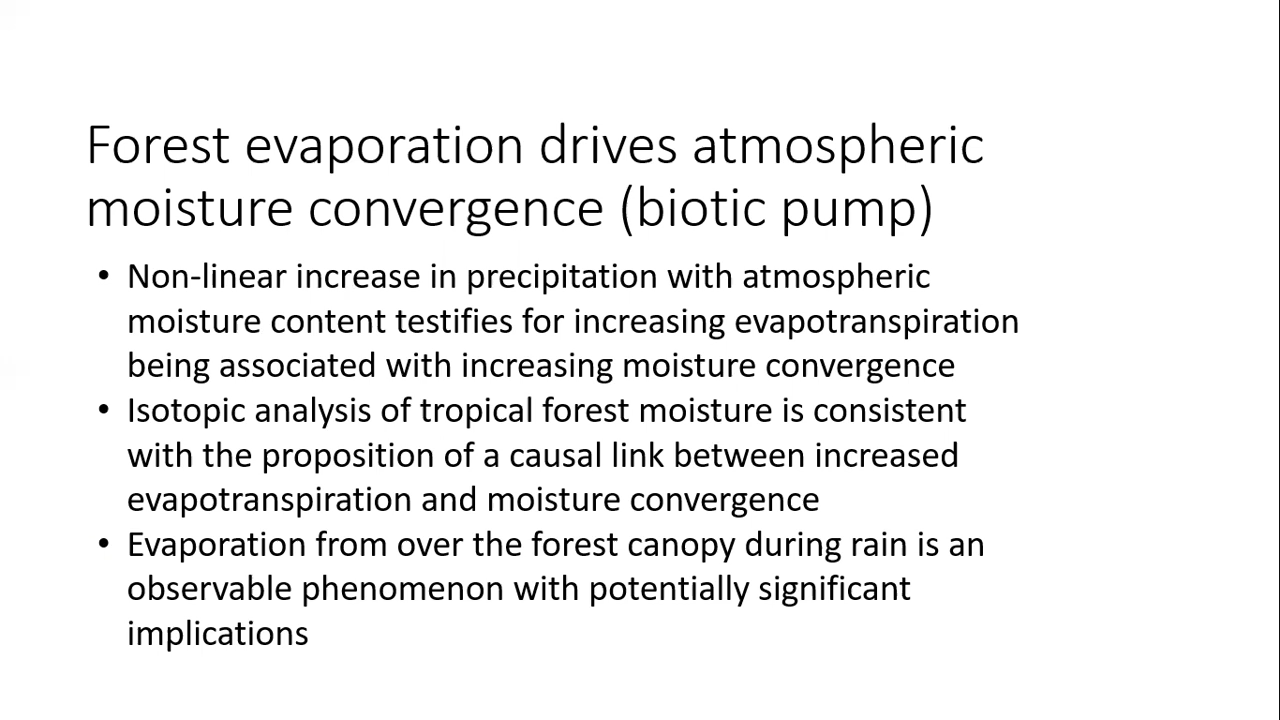 Forest evaporation drives atmospheric
moisture convergence (biotic pump)
• Non-linear increase in precipitation with atmospheric
moisture content testifies for increasing evapotranspiration
being associated with increasing moisture convergence
• Isotopic analysis of tropical forest moisture is consistent
with the proposition of a causal link between increased
evapotranspiration and moisture convergence
• Evaporation from over the forest canopy during rain is an
observable phenomenon with potentially significant
implications